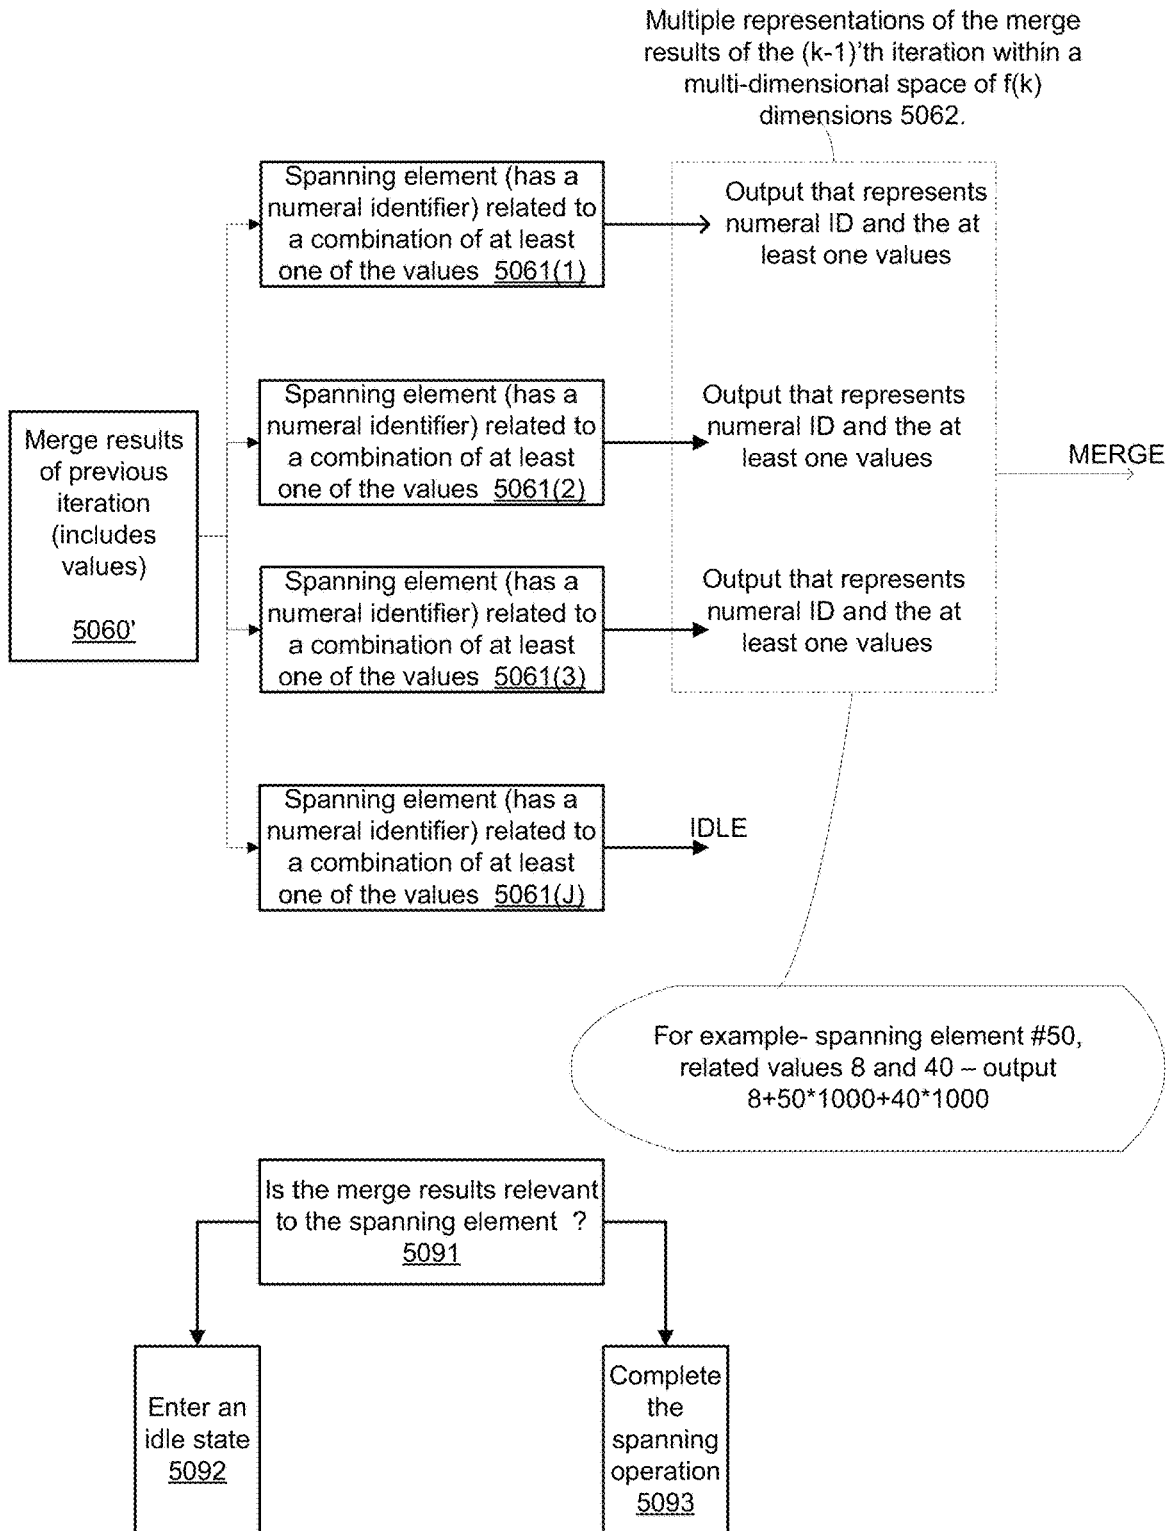 Multiple representations of the merge
results of the (k-1)'th iteration within a
multi-dimensional space of f(k)
dimensions 5062.
Spanning element (has a
numeral identifier) related to
a combination of at least
one of the values 5061(1)
Output that represents
numeral ID and the at
least one values
Spanning element (has a
numeral identifier) related to
a combination of at least
one of the values 5061(2)
Output that represents
numeral ID and the at
least one values
Merge results
of previous
iteration
(includes
values)
5060'
MERGE
Spanning element (has a
numeral identifier) related to
a combination of at least
one of the values 5061(3)
Output that represents
numeral ID and the at
least one values
Spanning element (has a
numeral identifier) related to
a combination of at least
one of the values 5061(J)
IDLE
For example- spanning element #50,
related values 8 and 40 – output
8+50*1000+40*1000
Is the merge results relevant
to the spanning element ?
5091
Enter an
idle state
5092
Complete
the
spanning
operation
5093